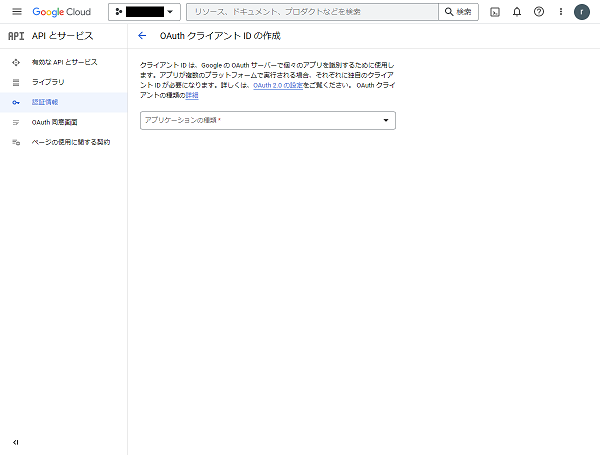 Google Cloud
リソース、ドキュメント、プロダクトなどを検索
検索
r
API APIとサービス
OAuth クライアント ID の作成
有効な API とサービス
ライブラリ
認証情報
OAuth 同意画面
ページの使用に関する契約
クライアント ID は、Google の OAuth サーバーで個々のアプリを識別するために使用し
ます。アプリが複数のプラットフォームで実行される場合、それぞれに独自のクライア
ント ID が必要になります。詳しくは、OAuth 2.0 の設定をご覧ください。 OAuth クライ
アントの種類の詳細
アプリケーションの種類 *